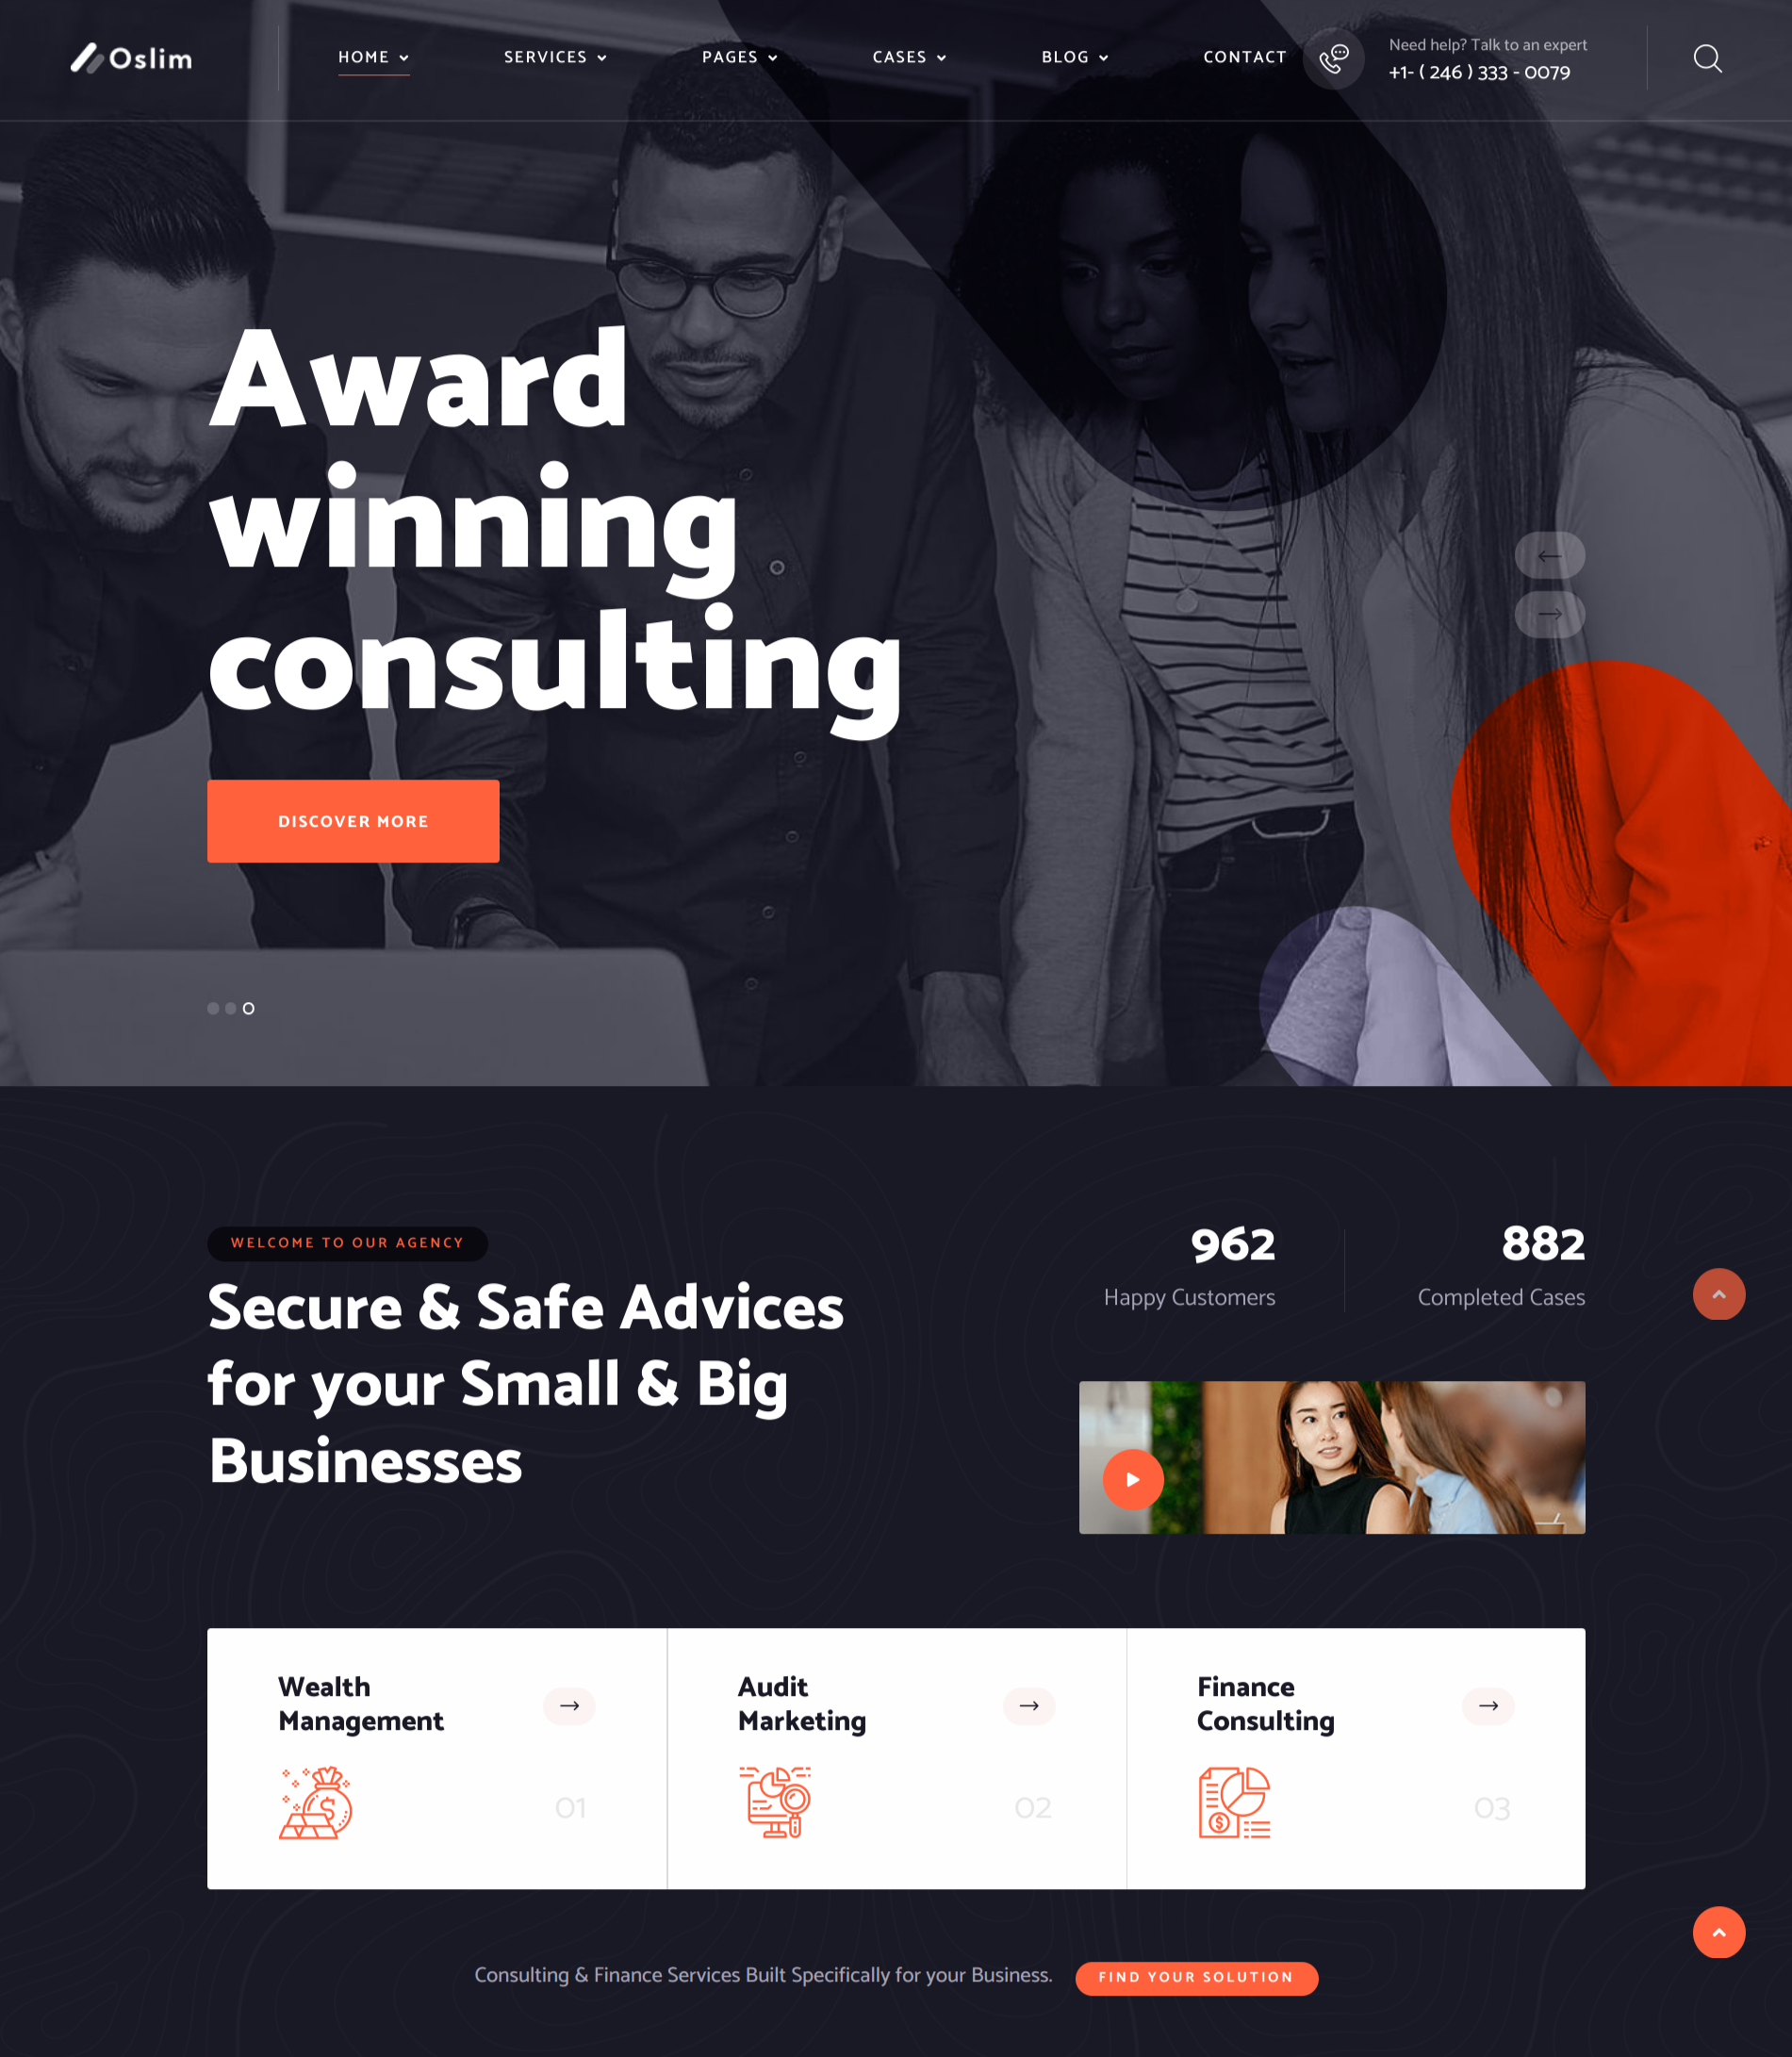 Oslim
HOME
SERVICES
PAGES
CASES
BLOG
CONTACT
Need help? Talk to an expert
+1- ( 246 ) 333 - 0079
Award
winning
consulting
DISCOVER MORE
WELCOME TO OUR AGENCY
Secure & Safe Advices
for your Small & Big
Businesses
962
Happy Customers
882
Completed Cases
Wealth
Management
01
Audit
Marketing
02
Finance
Consulting
03
Consulting & Finance Services Built Specifically for your Business.
FIND YOUR SOLUTION